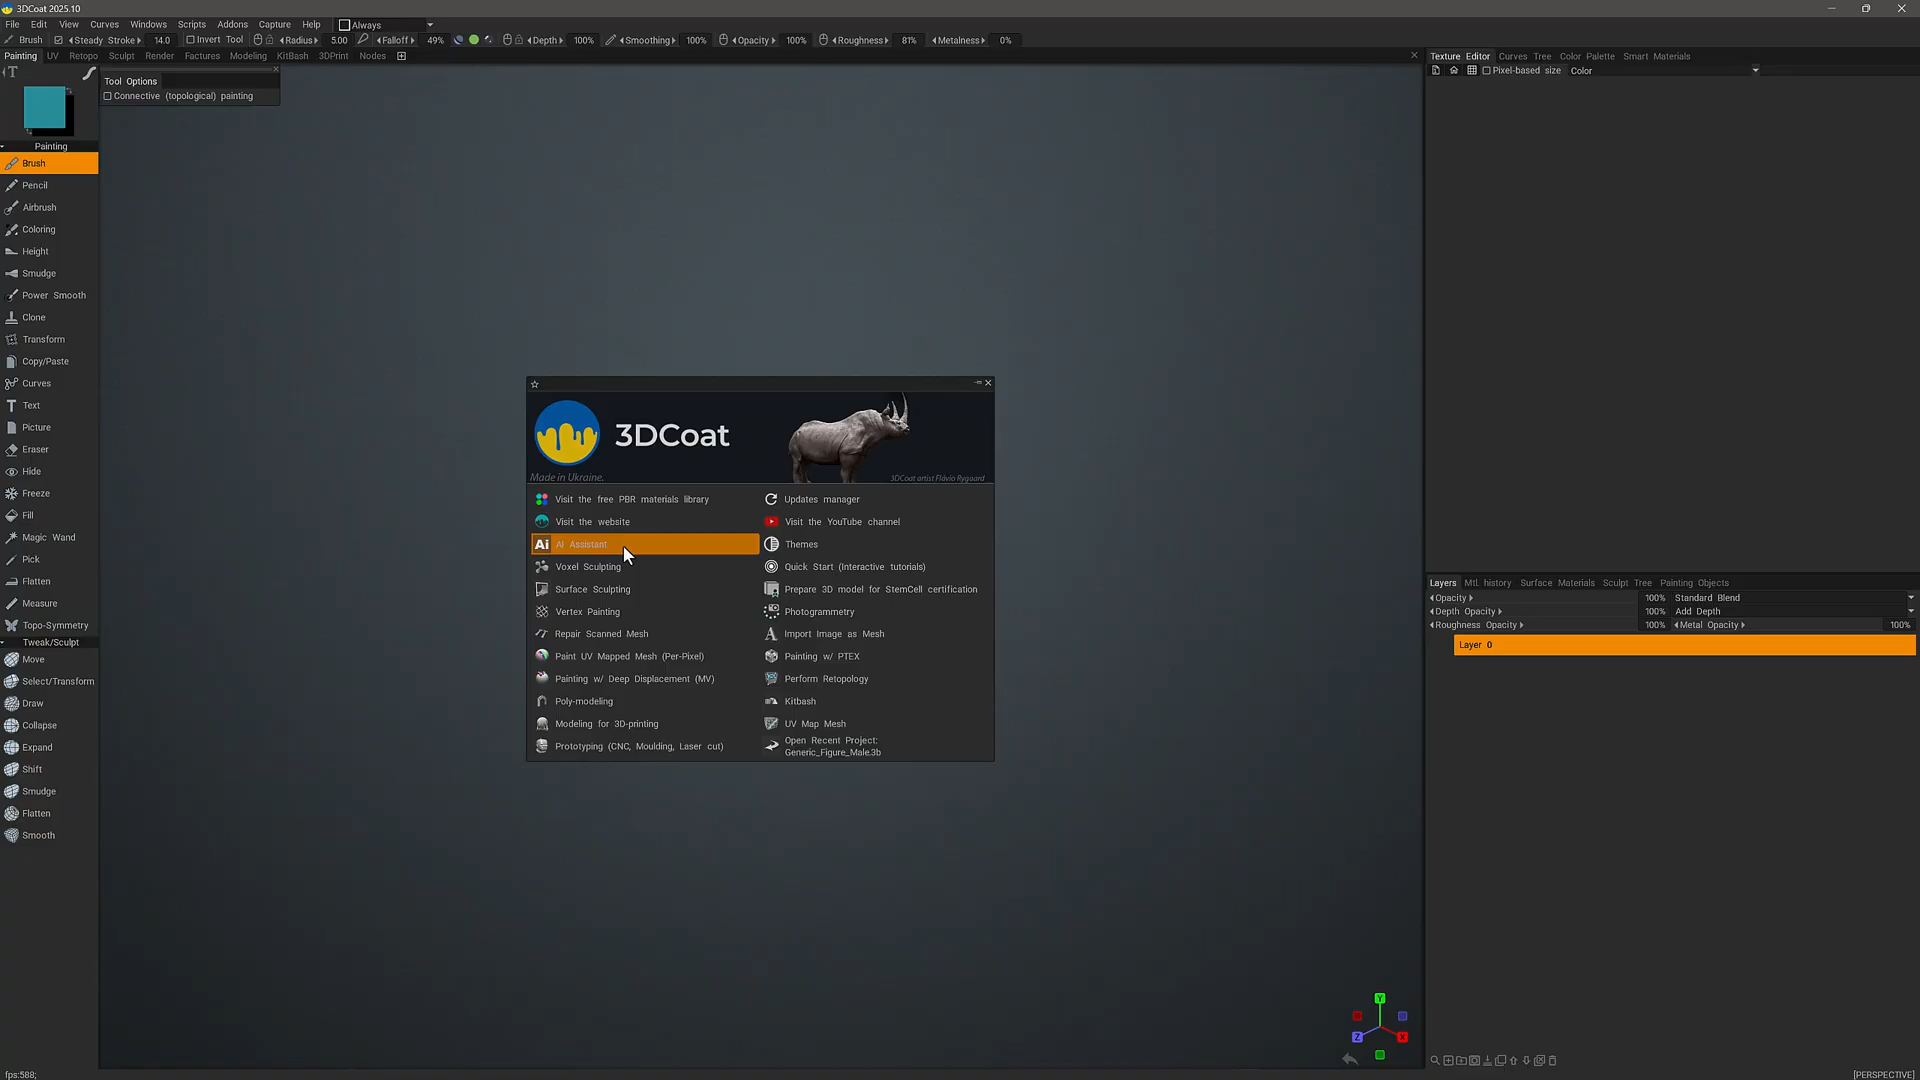 3DCoat 2025.10
File Edit View Curves Windows Scripts Addons Capture Help Always
Brush Steady Stroke 14.0 Invert Tool Radius 5.00 Falloff 49% Depth 100% Smoothing 100% Opacity 100% Roughness 81% Metalness 0%
Painting UV Retopo Sculpt Render Factures Modeling KitBash 3DPrint Nodes
Texture Editor Curves Tree Color Palette Smart Materials
Pixel-based size Color
T
Tool Options
Connective (topological) painting
Painting
Brush
Pencil
Airbrush
Coloring
Height
Smudge
Power Smooth
Clone
Transform
Copy/Paste
Curves
Text
Picture
Eraser
Hide
Freeze
Fill
Magic Wand
Pick
Flatten
Measure
Topo-Symmetry
Tweak/Sculpt
Move
Select/Transform
Draw
Collapse
Expand
Shift
Smudge
Flatten
Smooth
3DCoat
Made in Ukraine.
3DCoat artist Flávio Rygaard
Visit the free PBR materials library
Visit the website
Ai AI Assistant
Voxel Sculpting
Surface Sculpting
Vertex Painting
Repair Scanned Mesh
Paint UV Mapped Mesh (Per-Pixel)
Painting w/ Deep Displacement (MV)
Poly-modeling
Modeling for 3D-printing
Prototyping (CNC, Moulding, Laser cut)
Updates manager
Visit the YouTube channel
Themes
Quick Start (Interactive tutorials)
Prepare 3D model for StemCell certification
Photogrammetry
Import Image as Mesh
Painting w/ PTEX
Perform Retopology
Kitbash
UV Map Mesh
Open Recent Project:
Generic_Figure_Male.3b
Layers Mtl history Surface Materials Sculpt Tree Painting Objects
Opacity 100% Standard Blend
Depth Opacity 100% Add Depth
Roughness Opacity 100% Metal Opacity 100%
Layer 0
Y
Z
X
fps:588;
[PERSPECTIVE]